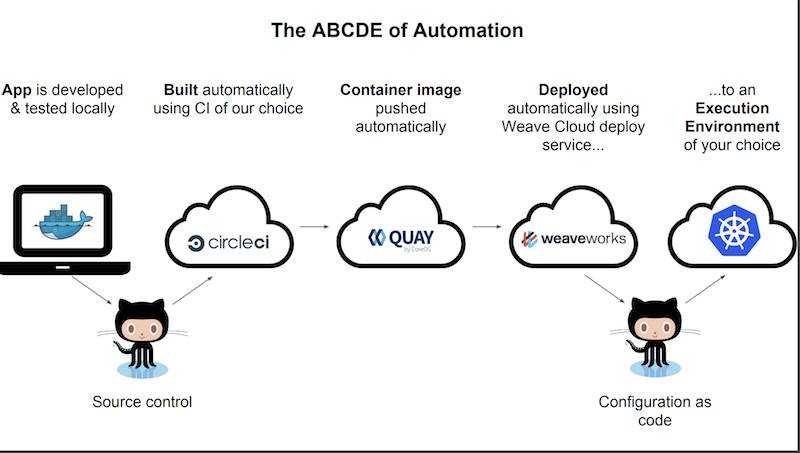 The ABCDE of Automation
App is developed
& tested locally
Built automatically
using CI of our choice
Container image
pushed
automatically
Deployed
automatically using
Weave Cloud deploy
service...
...to an
Execution
Environment
of your choice
circleci
QUAY
by CoreOS
weaveworks
Source control
Configuration as
code